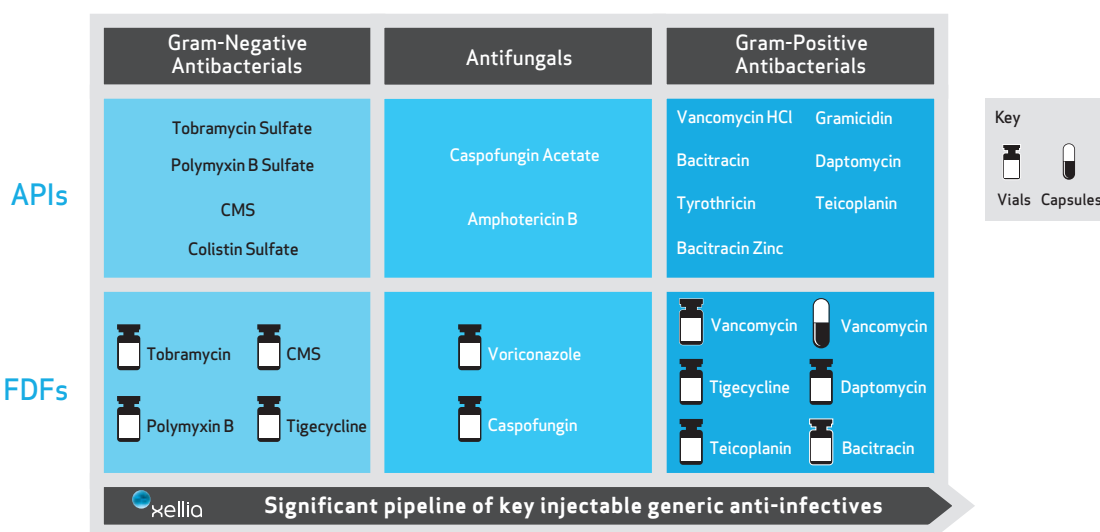 Gram-Negative
Antibacterials
Antifungals
Gram-Positive
Antibacterials
APIs
Tobramycin Sulfate
Polymyxin B Sulfate
CMS
Colistin Sulfate
Caspofungin Acetate
Amphotericin B
Vancomycin HCl
Gramicidin
Bacitracin
Daptomycin
Tyrothricin
Teicoplanin
Bacitracin Zinc
Key
Vials
Capsules
FDFs
Tobramycin
CMS
Polymyxin B
Tigecycline
Voriconazole
Caspofungin
Vancomycin
Vancomycin
Tigecycline
Daptomycin
Teicoplanin
Bacitracin
xellia
Significant pipeline of key injectable generic anti-infectives